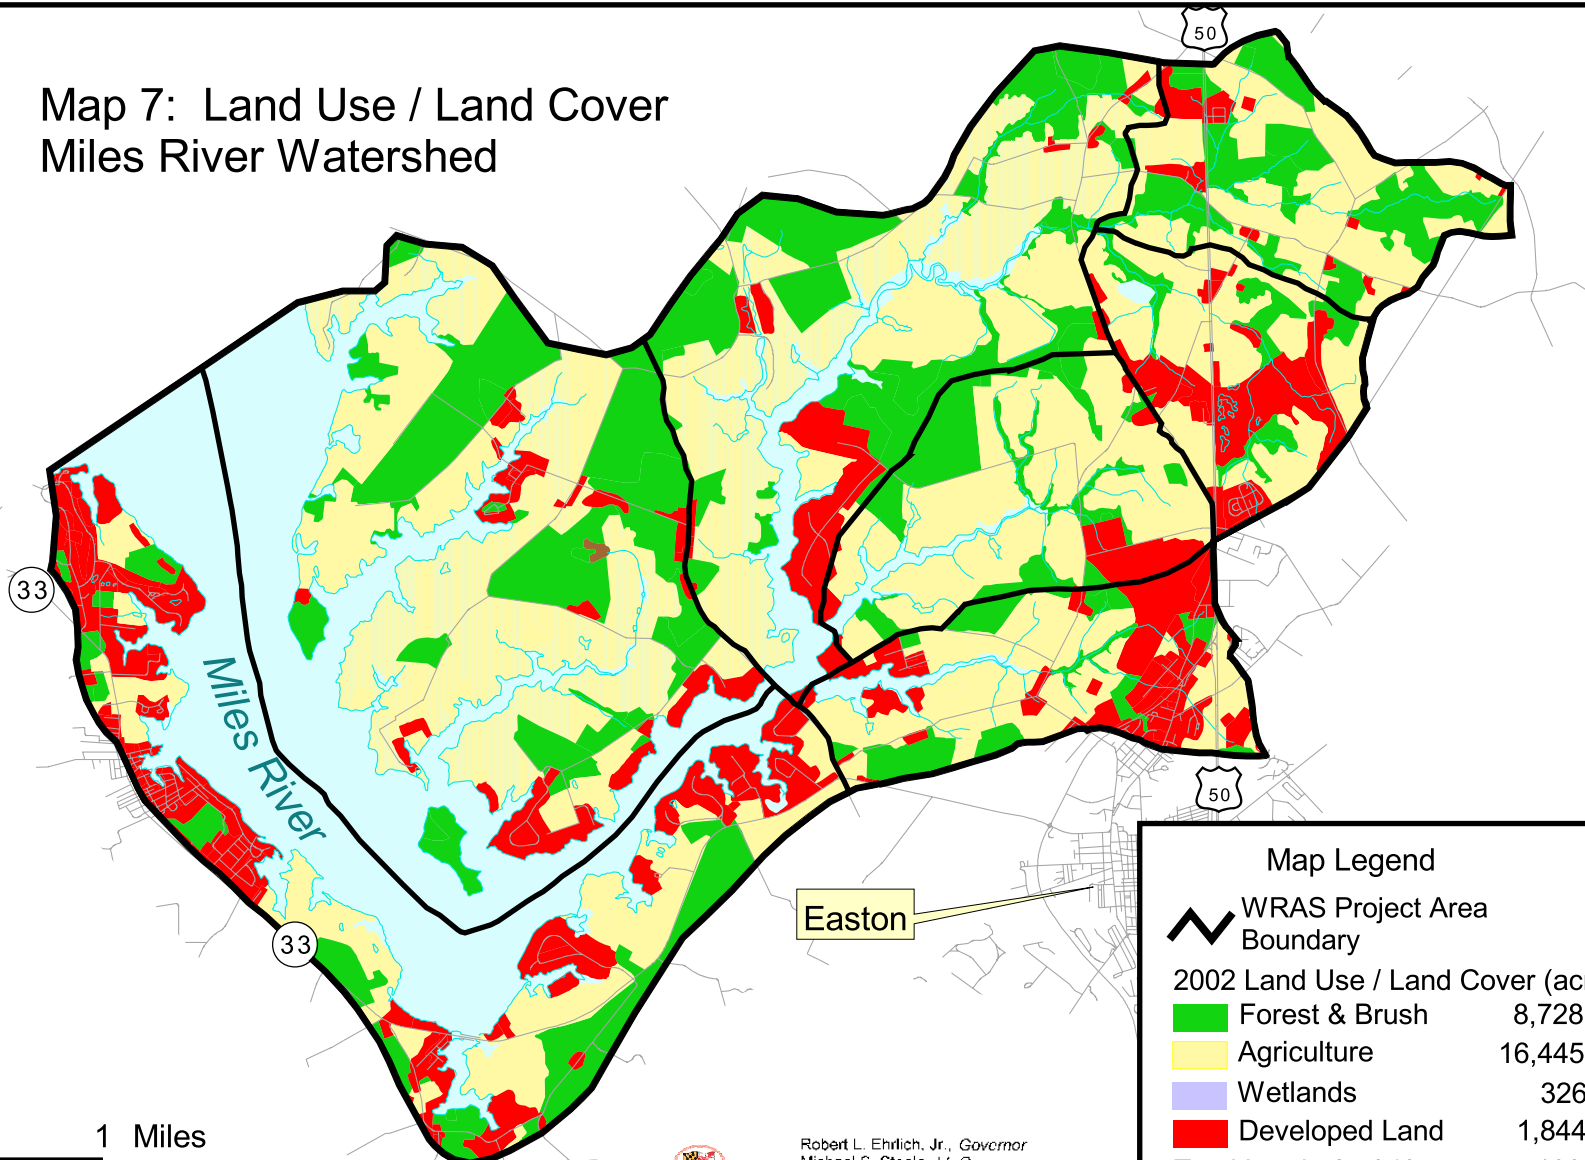 50
Map 7: Land Use / Land Cover
Miles River Watershed
33
Miles River
50
Map Legend
Easton
WRAS Project Area
Boundary
33
2002 Land Use / Land Cover (ac
Forest & Brush 8,728
Agriculture 16,445
Wetlands 326
Developed Land 1,844
1 Miles
Robert L. Ehrlich, Jr., Governor
Michael S. Steele,